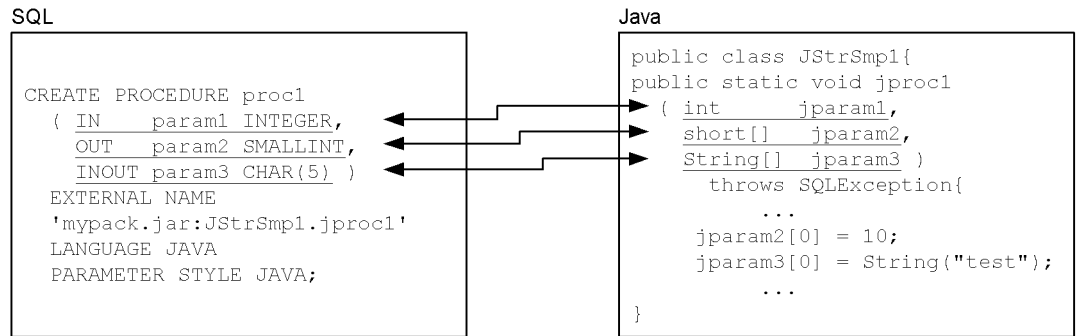 SQL
CREATE PROCEDURE proc1
( IN param1 INTEGER,
OUT param2 SMALLINT,
INOUT param3 CHAR(5) )
EXTERNAL NAME
'mypack.jar:JStrSmp1.jproc1'
LANGUAGE JAVA
PARAMETER STYLE JAVA;
Java
public class JStrSmp1{
public static void jproc1
( int jparam1,
short[] jparam2,
String[] jparam3 )
throws SQLException{
...
jparam2[0] = 10;
jparam3[0] = String("test");
...
}